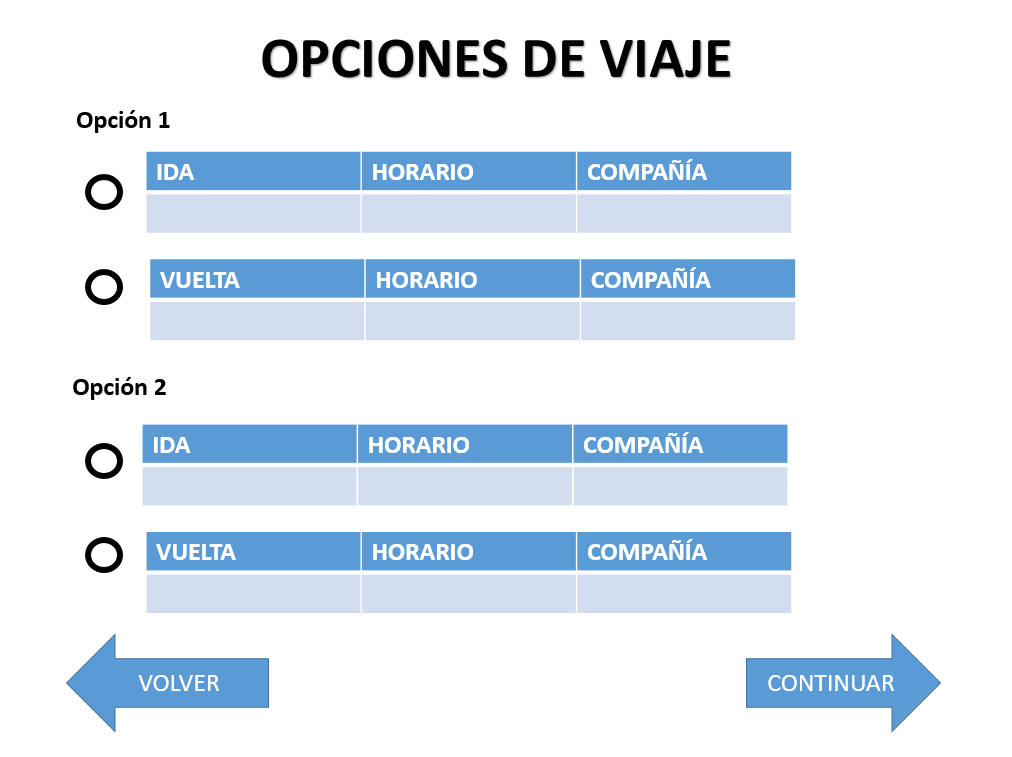 OPCIONES DE VIAJE
Opción 1
IDA HORARIO COMPAÑÍA
VUELTA HORARIO COMPAÑÍA
Opción 2
IDA HORARIO COMPAÑÍA
VUELTA HORARIO COMPAÑÍA
VOLVER CONTINUAR